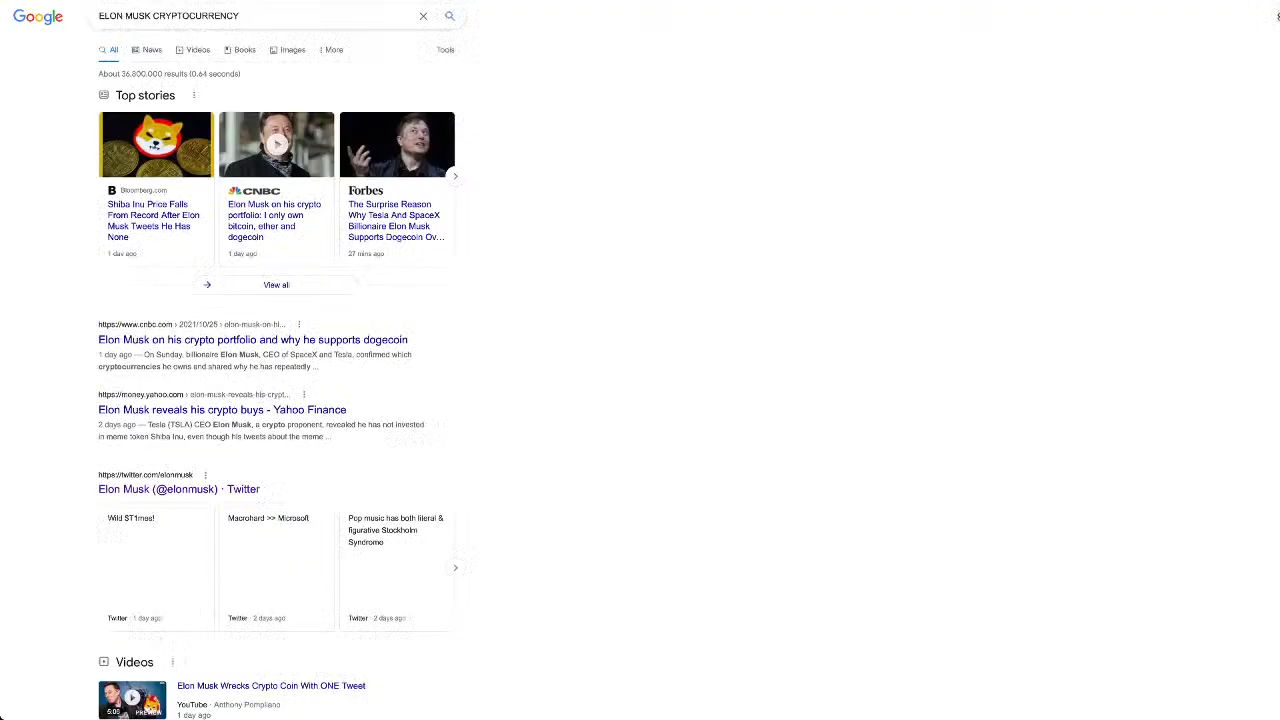 Google
ELON MUSK CRYPTOCURRENCY
All News Videos Books Images More Tools
About 36,800,000 results (0.64 seconds)
Top stories
B Bloomberg.com
Shiba Inu Price Falls
From Record After Elon
Musk Tweets He Has
None
1 day ago
CNBC
Elon Musk on his crypto
portfolio: I only own
bitcoin, ether and
dogecoin
1 day ago
Forbes
The Surprise Reason
Why Tesla And SpaceX
Billionaire Elon Musk
Supports Dogecoin Ov...
27 mins ago
View all
https://www.cnbc.com › 2021/10/25 › elon-musk-on-hi...
Elon Musk on his crypto portfolio and why he supports dogecoin
1 day ago — On Sunday, billionaire Elon Musk, CEO of SpaceX and Tesla, confirmed which
cryptocurrencies he owns and shared why he has repeatedly ...
https://money.yahoo.com › elon-musk-reveals-his-crypt...
Elon Musk reveals his crypto buys - Yahoo Finance
2 days ago — Tesla (TSLA) CEO Elon Musk, a crypto proponent, revealed he has not invested
in meme token Shiba Inu, even though his tweets about the meme ...
https://twitter.com/elonmusk
Elon Musk (@elonmusk) · Twitter
Wild $T1mes!
Twitter · 1 day ago
Macrohard >> Microsoft
Twitter · 2 days ago
Pop music has both literal &
figurative Stockholm
Syndrome
Twitter · 2 days ago
Videos
Elon Musk Wrecks Crypto Coin With ONE Tweet
5:06 PREVIEW
YouTube · Anthony Pompliano
1 day ago